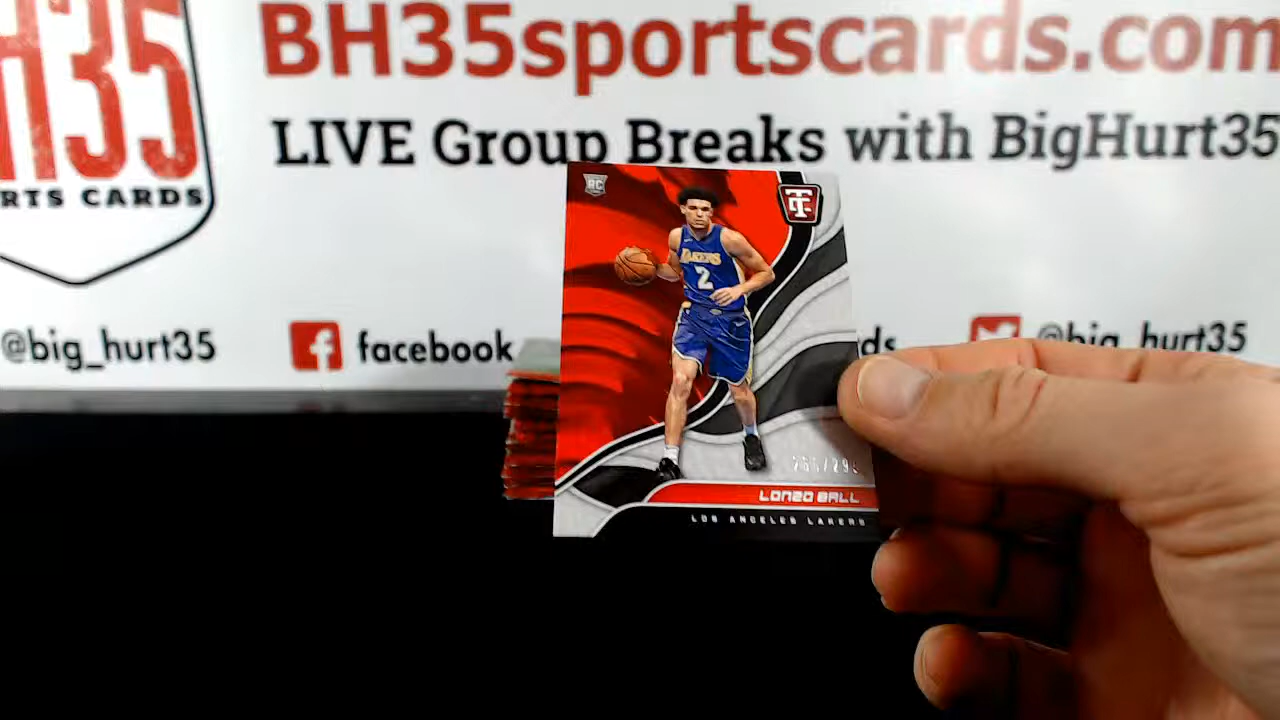 BH35sportscards.com
H35
RTS CARDS
LIVE Group Breaks with BigHurt35
@big_hurt35
facebook
ds
@big_hurt35
RC
LAKERS
2
LONZO BALL
LOS ANGELES LAKERS